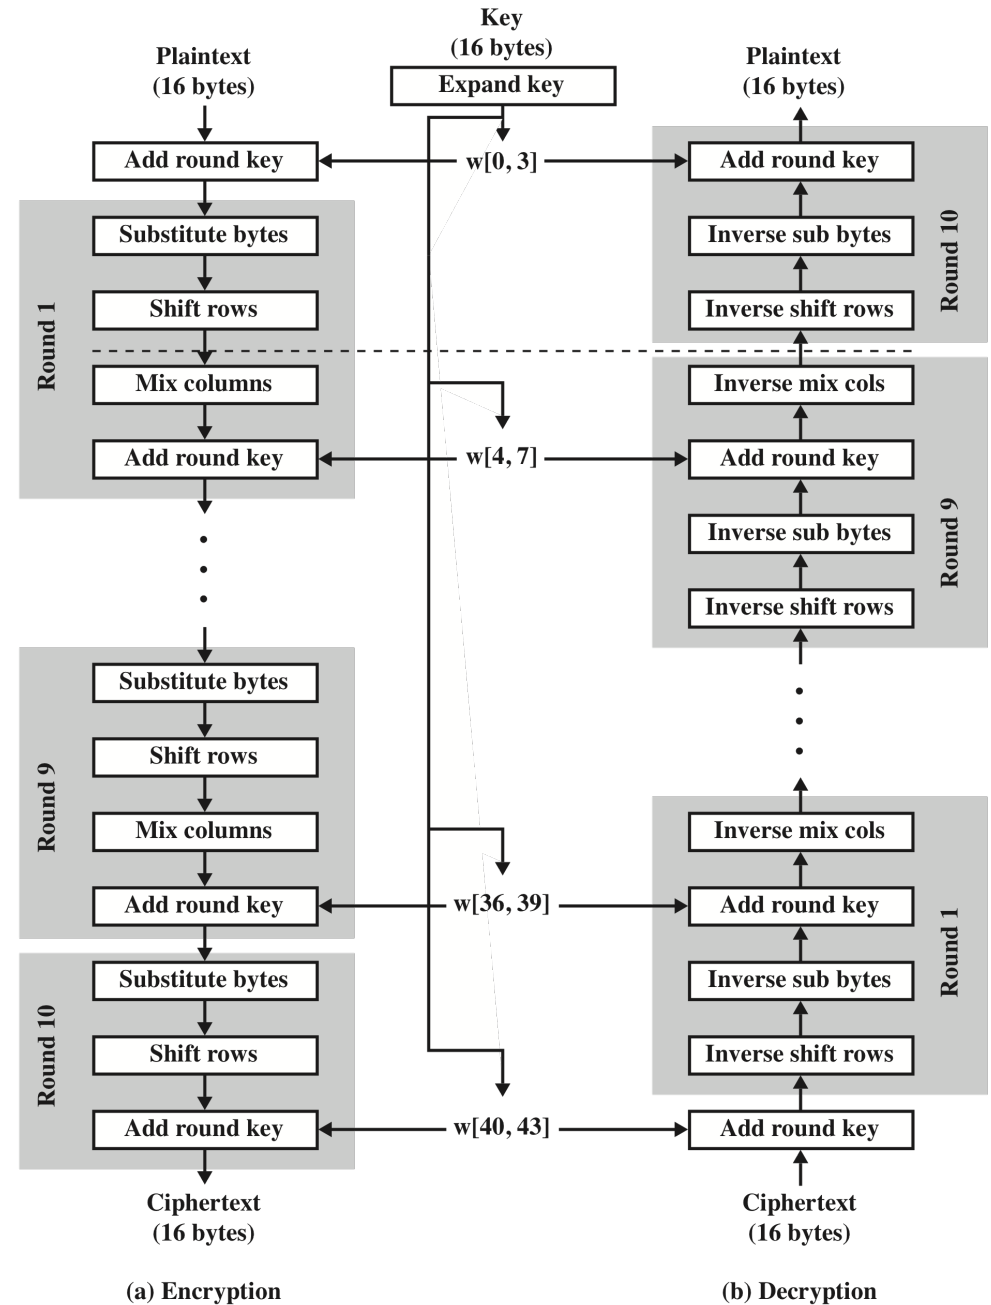 Key
(16 bytes)
Expand key
Plaintext
(16 bytes)
Add round key
Round 1
Substitute bytes
Shift rows
Mix columns
Add round key
Round 9
Substitute bytes
Shift rows
Mix columns
Add round key
Round 10
Substitute bytes
Shift rows
Add round key
Ciphertext
(16 bytes)
(a) Encryption
w[0, 3]
w[4, 7]
w[36, 39]
w[40, 43]
Plaintext
(16 bytes)
Add round key
Inverse sub bytes
Inverse shift rows
Round 10
Inverse mix cols
Add round key
Inverse sub bytes
Inverse shift rows
Round 9
Inverse mix cols
Add round key
Inverse sub bytes
Inverse shift rows
Round 1
Add round key
Ciphertext
(16 bytes)
(b) Decryption